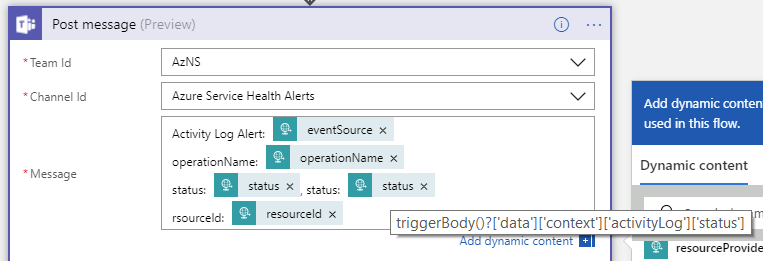 Post message (Preview)
* Team Id
AzNS
* Channel Id
Azure Service Health Alerts
* Message
Activity Log Alert: eventSource ×
operationName: operationName ×
status: status × , status: status ×
rsourceId: resourceId ×
triggerBody()?['data']['context']['activityLog']['status']
Add dynamic content +
Add dynamic conten
used in this flow.
Dynamic content
resourceProvide